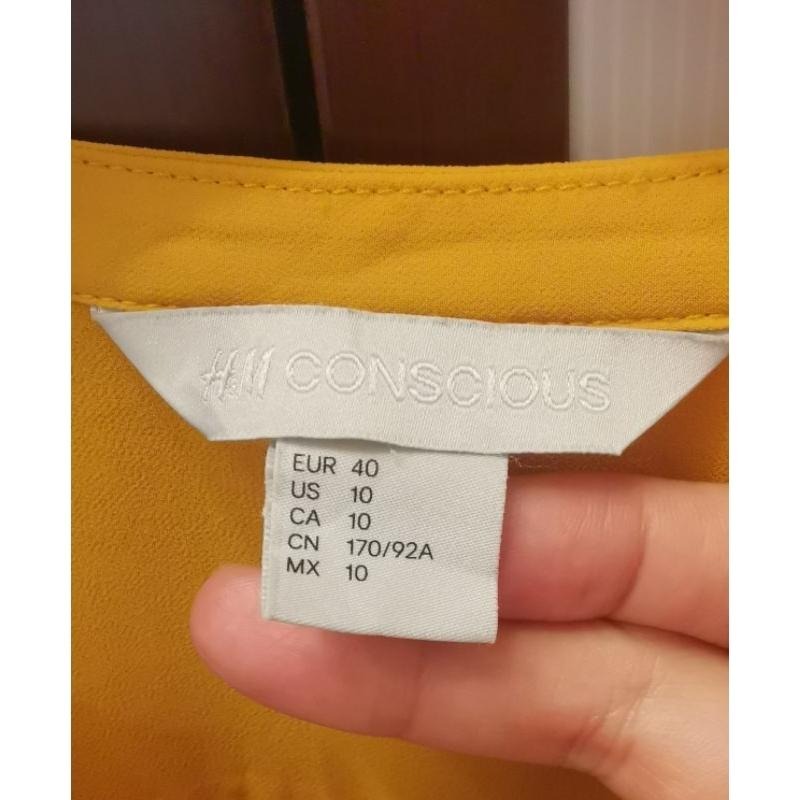 H&M CONSCIOUS
EUR 40
US 10
CA 10
CN 170/92A
MX 10